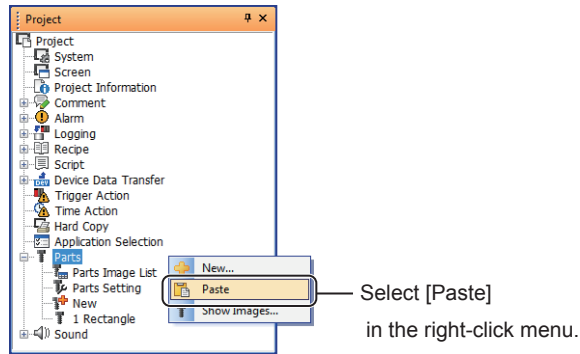 Project
Project
System
Screen
Project Information
Comment
Alarm
Logging
Recipe
Script
Device Data Transfer
Trigger Action
Time Action
Hard Copy
Application Selection
Parts
Parts Image List
Parts Setting
New
1 Rectangle
Sound
New...
Paste
Show Images...
Select [Paste]
in the right-click menu.